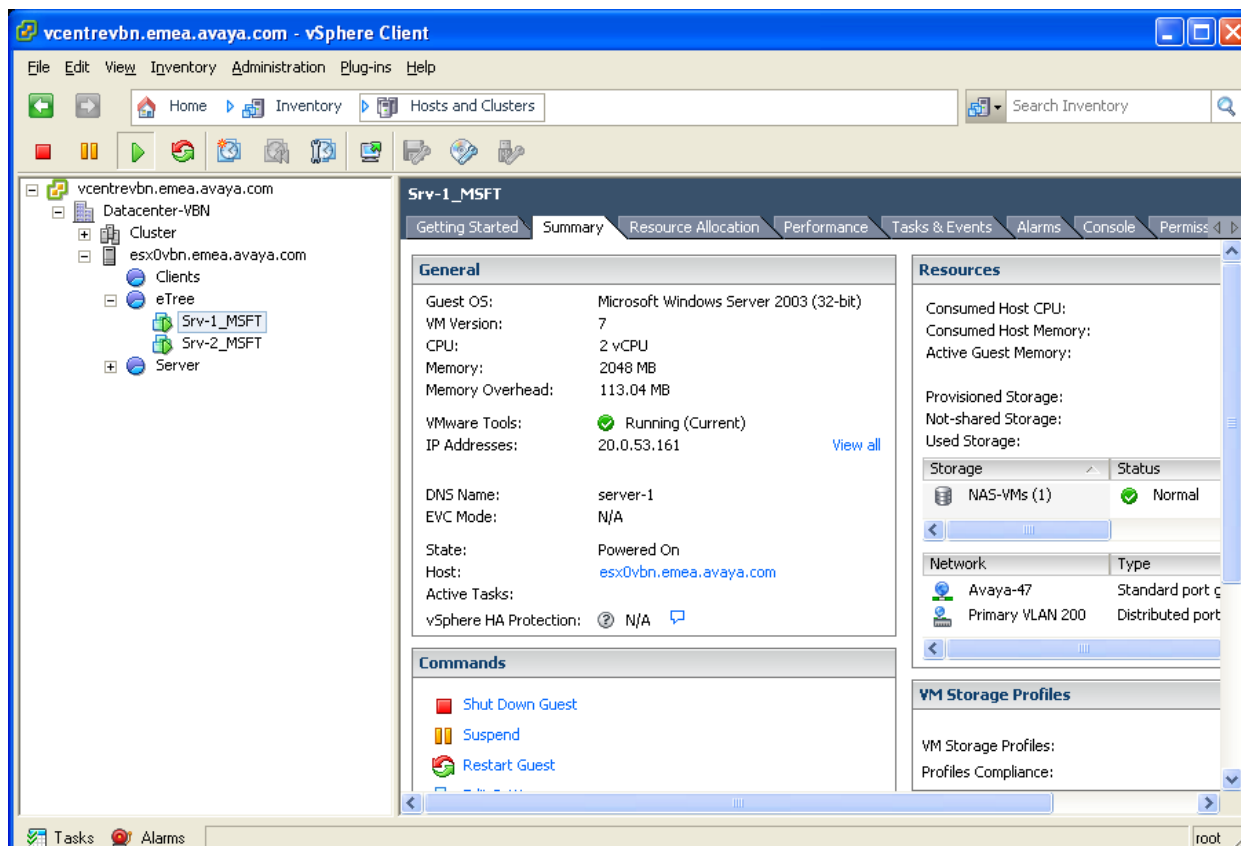 vcentrevbn.emea.avaya.com - vSphere Client
File Edit View Inventory Administration Plug-ins Help
Home Inventory Hosts and Clusters Search Inventory
vcentrevbn.emea.avaya.com
Datacenter-VBN
Cluster
esx0vbn.emea.avaya.com
Clients
eTree
Srv-1_MSFT
Srv-2_MSFT
Server
Srv-1_MSFT
Getting Started Summary Resource Allocation Performance Tasks & Events Alarms Console Permiss
General
Guest OS: Microsoft Windows Server 2003 (32-bit)
VM Version: 7
CPU: 2 vCPU
Memory: 2048 MB
Memory Overhead: 113.04 MB
VMware Tools: Running (Current)
IP Addresses: 20.0.53.161 View all
DNS Name: server-1
EVC Mode: N/A
State: Powered On
Host: esx0vbn.emea.avaya.com
Active Tasks:
vSphere HA Protection: N/A
Commands
Shut Down Guest
Suspend
Restart Guest
Resources
Consumed Host CPU:
Consumed Host Memory:
Active Guest Memory:
Provisioned Storage:
Not-shared Storage:
Used Storage:
Storage Status
NAS-VMs (1) Normal
Network Type
Avaya-47 Standard port g
Primary VLAN 200 Distributed port
VM Storage Profiles
VM Storage Profiles:
Profiles Compliance:
Tasks Alarms root